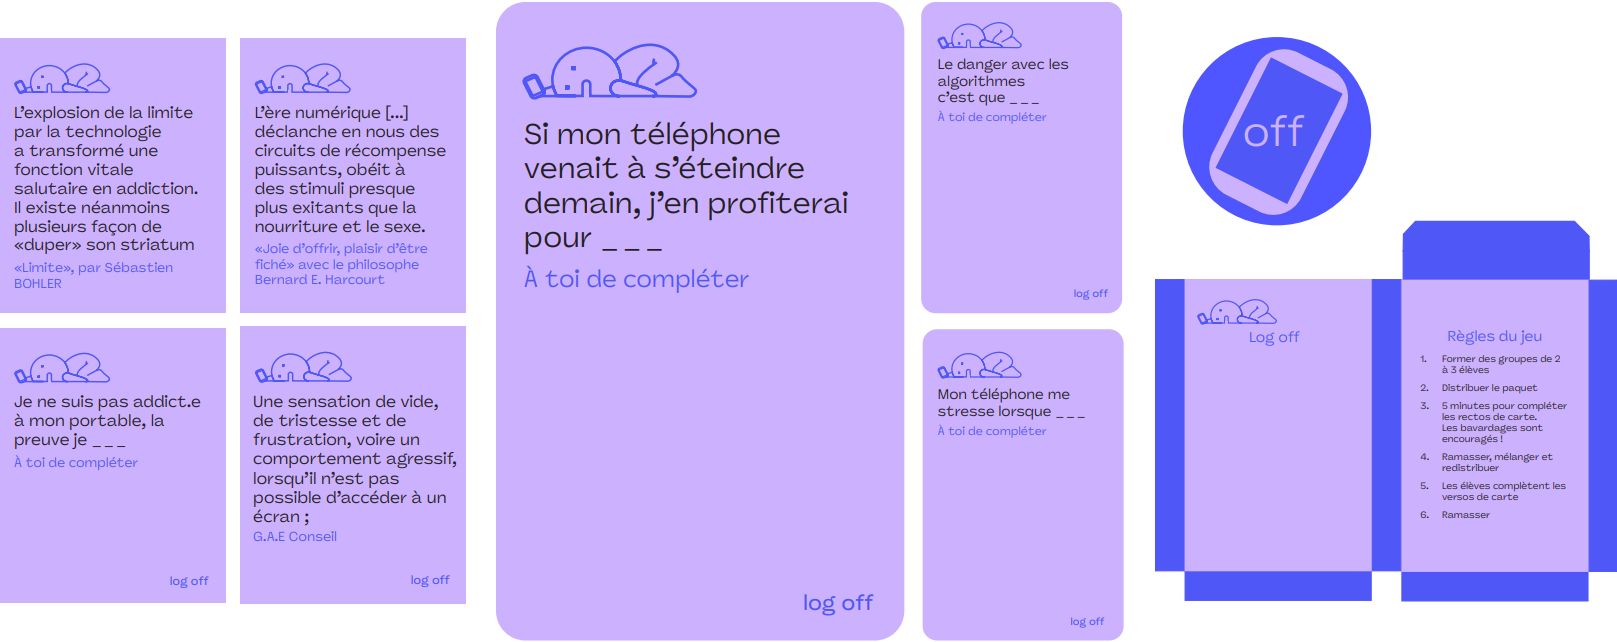 L'explosion de la limite
par la technologie
a transformé une
fonction vitale
salutaire en addiction.
Il existe néanmoins
plusieurs façon de
«duper» son striatum
«Limite», par Sébastien
BOHLER
L'ère numérique [...]
déclanche en nous des
circuits de récompense
puissants, obéit à
des stimuli presque
plus exitants que la
nourriture et le sexe.
«Joie d'offrir, plaisir d'être
fiché» avec le philosophe
Bernard E. Harcourt
Je ne suis pas addict.e
à mon portable, la
preuve je _ _ _
À toi de compléter
log off
Une sensation de vide,
de tristesse et de
frustration, voire un
comportement agressif,
lorsqu'il n'est pas
possible d'accéder à un
écran ;
G.A.E Conseil
log off
Si mon téléphone
venait à s'éteindre
demain, j'en profiterai
pour _ _ _
À toi de compléter
log off
Le danger avec les
algorithmes
c'est que _ _ _
À toi de compléter
log off
Mon téléphone me
stresse lorsque _ _ _
À toi de compléter
log off
off
Log off
Règles du jeu
1. Former des groupes de 2
à 3 élèves
2. Distribuer le paquet
3. 5 minutes pour compléter
les rectos de carte.
Les bavardages sont
encouragés !
4. Ramasser, mélanger et
redistribuer
5. Les élèves complètent les
versos de carte
6. Ramasser